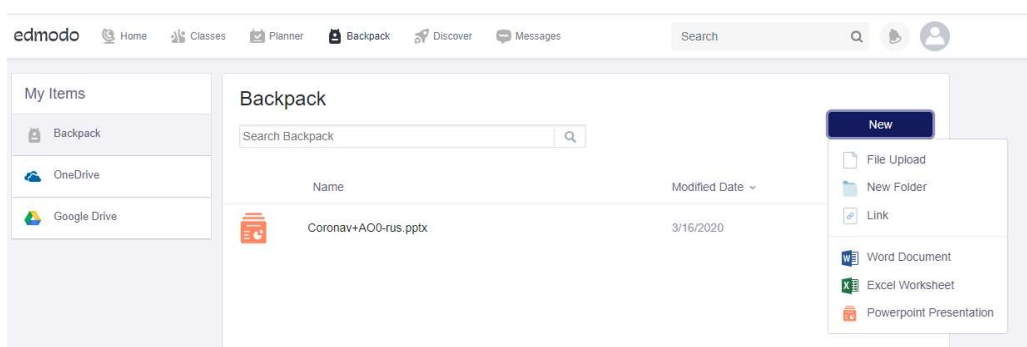 edmodo Home Classes Planner Backpack Discover Messages Search
My Items
Backpack
OneDrive
Google Drive
Backpack
Search Backpack
New
Name Modified Date
Coronav+AO0-rus.pptx 3/16/2020
File Upload
New Folder
Link
Word Document
Excel Worksheet
Powerpoint Presentation